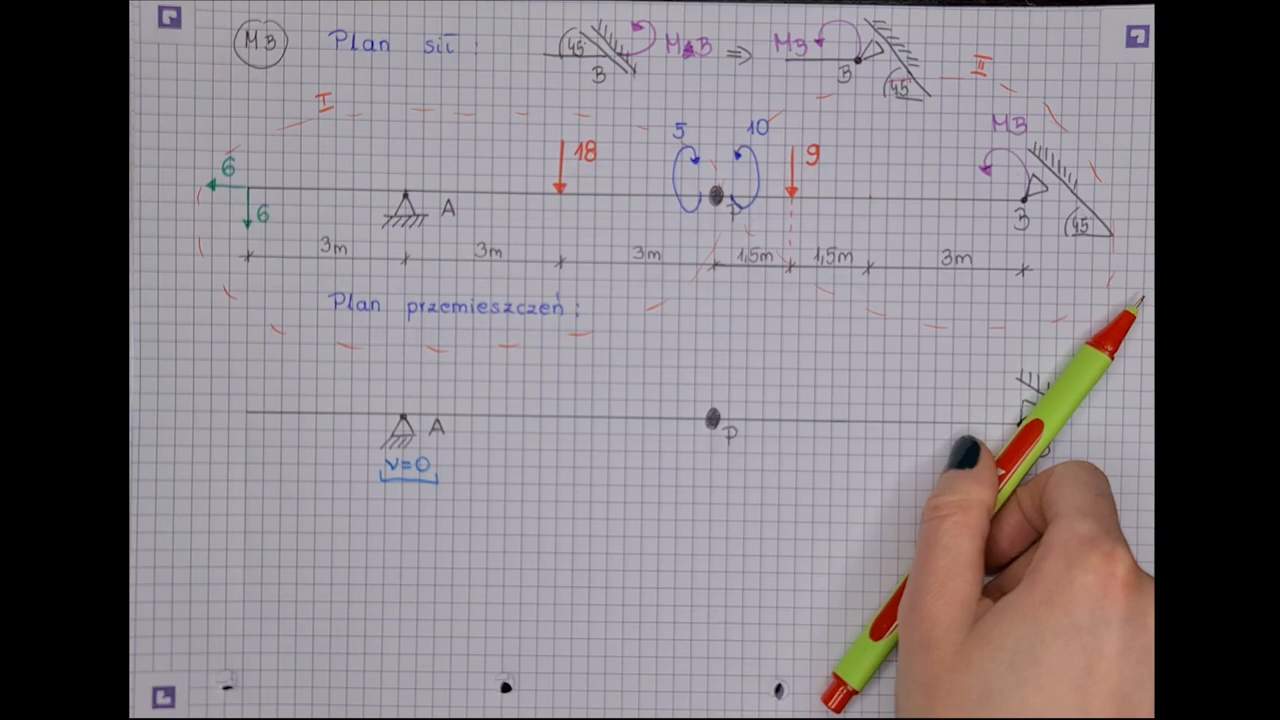 MB Plan sił: 45 B MB ⇒ MB B 45
I II
MB
5 10
18 9
6
6
A P B 45
3m 3m 3m 1,5m 1,5m 3m
Plan przemieszczeń:
A P
v=0